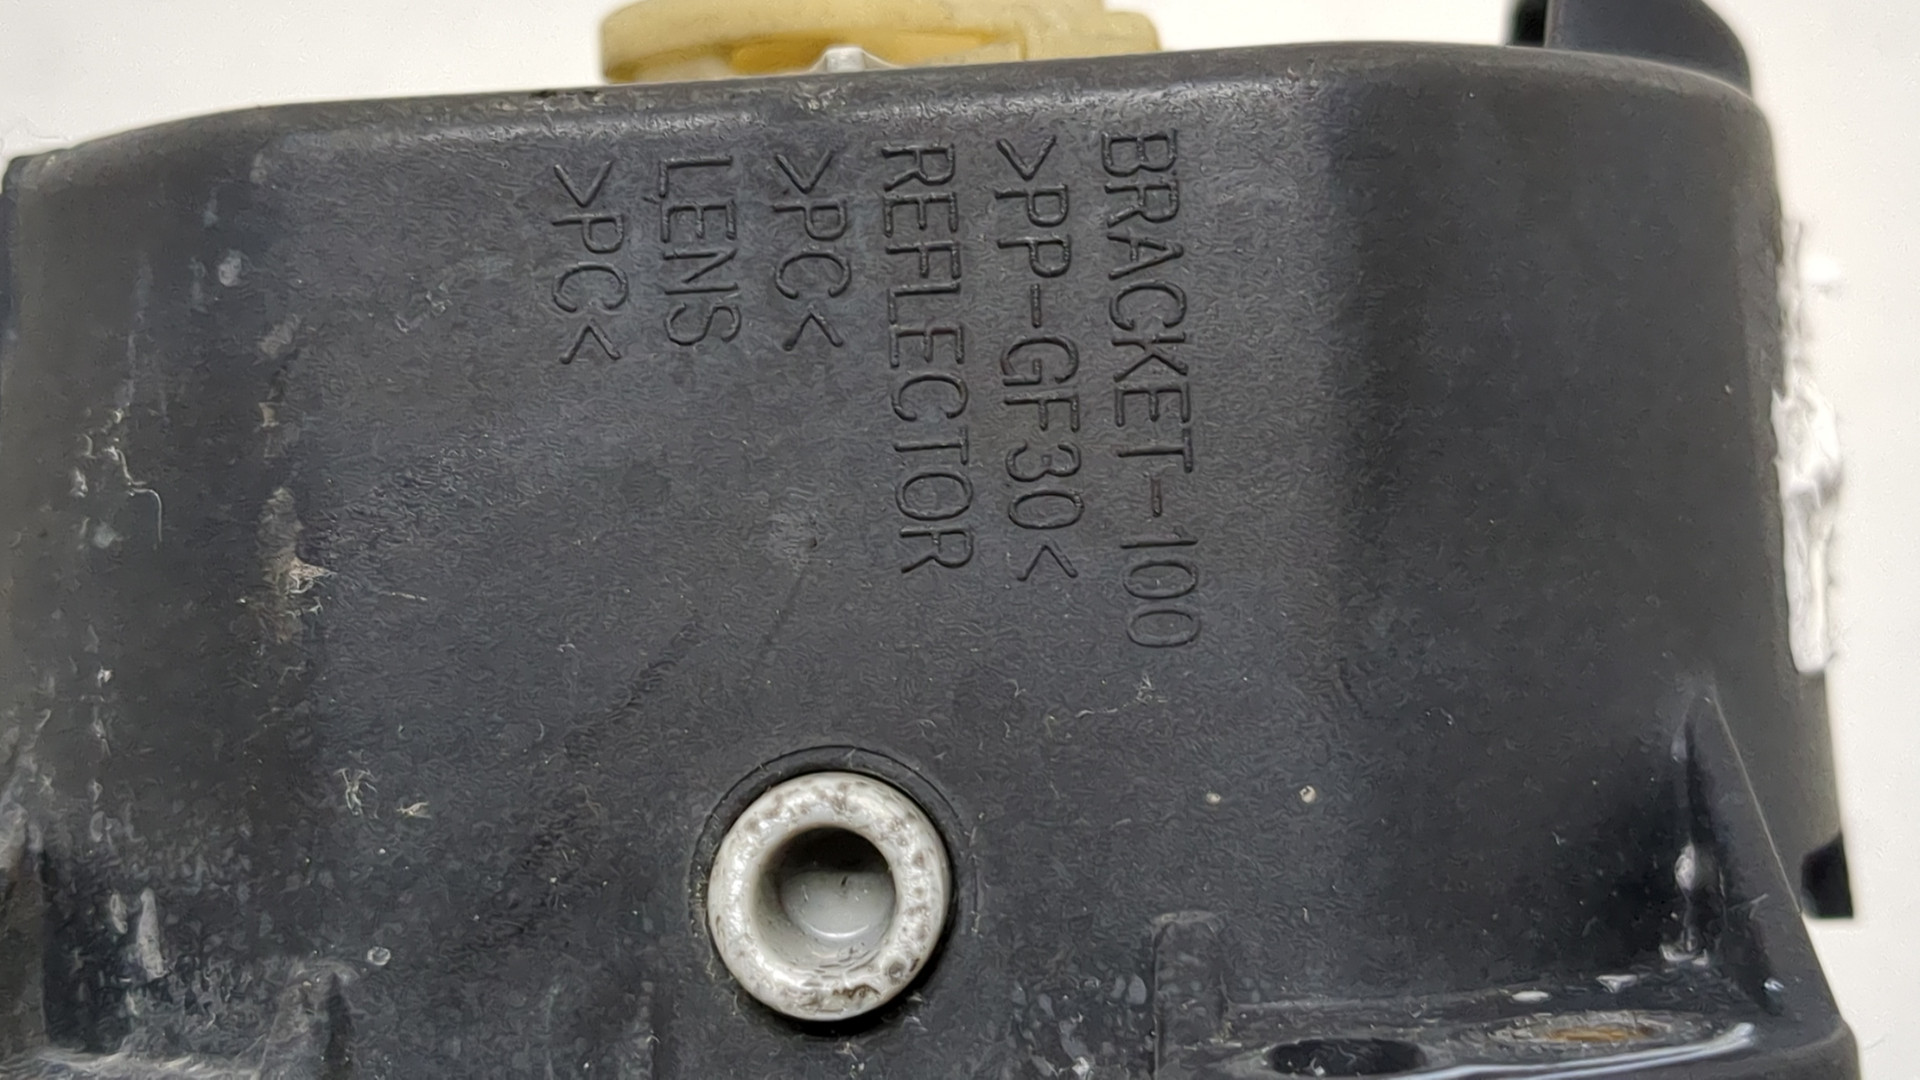 BRACKET-100
>PP-GF30<
REFLECTOR
>PC<
LENS
>PC<